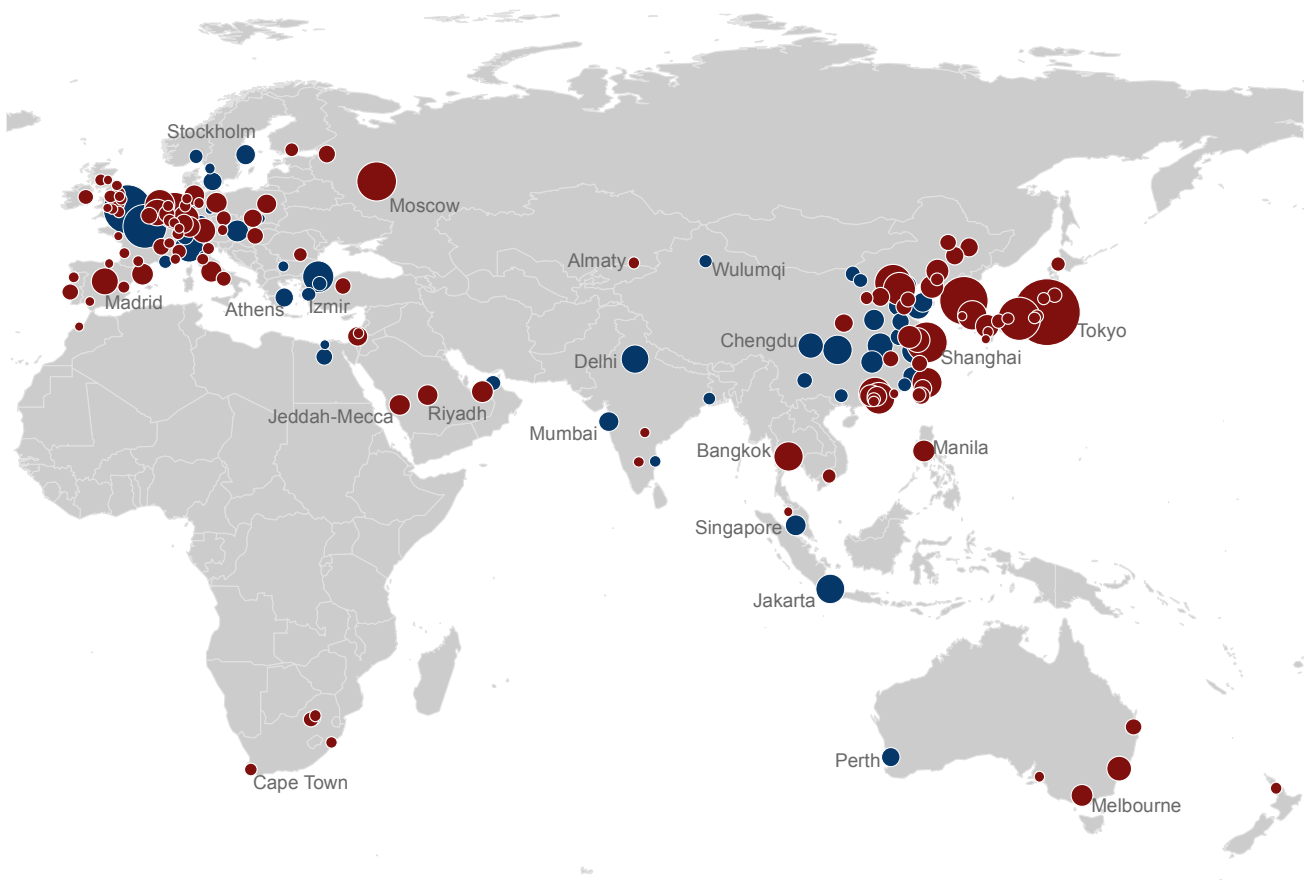 Stockholm
Moscow
Almaty
Wulumqi
Madrid
Athens
Izmir
Tokyo
Chengdu
Shanghai
Delhi
Jeddah-Mecca
Riyadh
Mumbai
Bangkok
Manila
Singapore
Jakarta
Perth
Cape Town
Melbourne